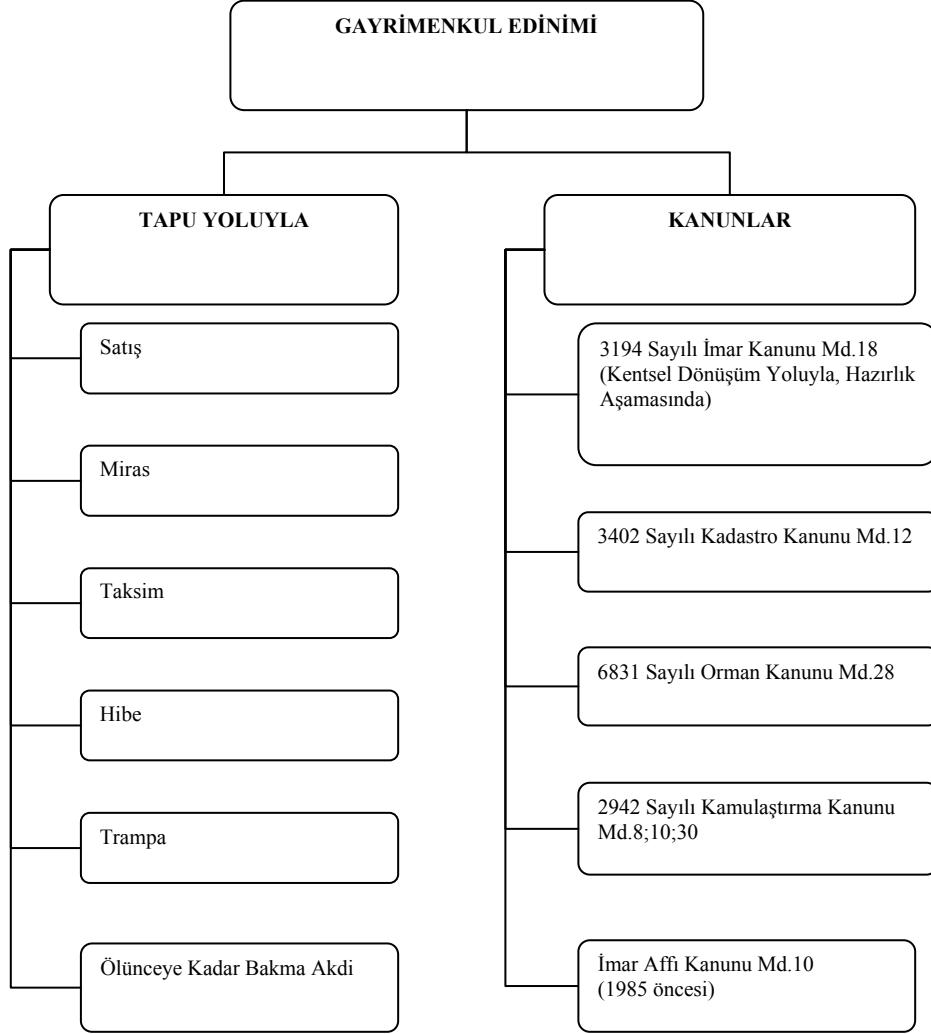 GAYRİMENKUL EDİNİMİ
TAPU YOLUYLA
Satış
Miras
Taksim
Hibe
Trampa
Ölünceye Kadar Bakma Akdi
KANUNLAR
3194 Sayılı İmar Kanunu Md.18
(Kentsel Dönüşüm Yoluyla, Hazırlık
Aşamasında)
3402 Sayılı Kadastro Kanunu Md.12
6831 Sayılı Orman Kanunu Md.28
2942 Sayılı Kamulaştırma Kanunu
Md.8;10;30
İmar Affı Kanunu Md.10
(1985 öncesi)